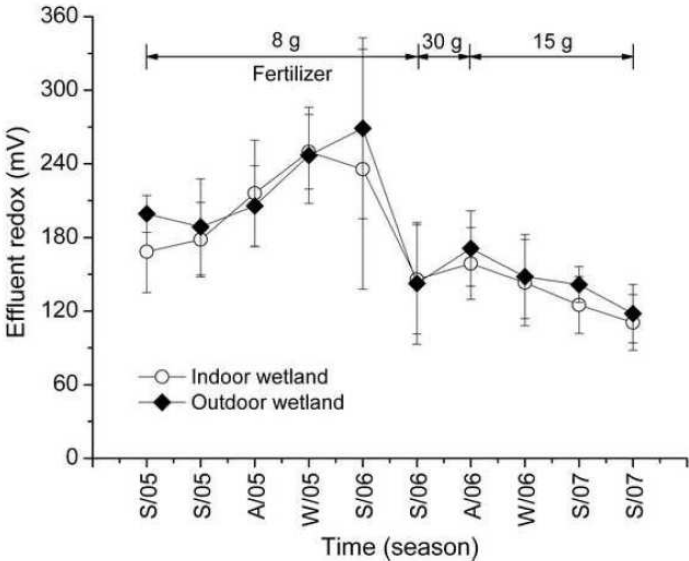 360
300
240
180
120
60
0
Effluent redox (mV)
8 g
30 g
15 g
Fertilizer
Indoor wetland
Outdoor wetland
S/05
S/05
A/05
W/05
S/06
S/06
A/06
W/06
S/07
S/07
Time (season)